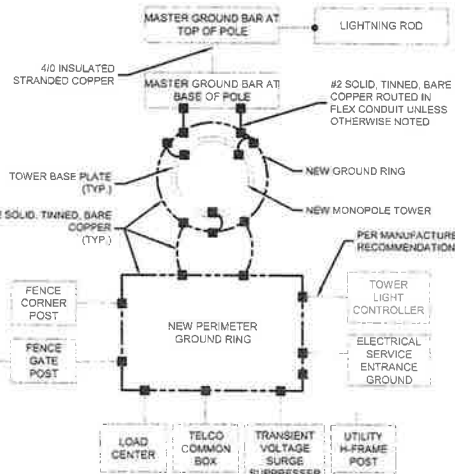 MASTER GROUND BAR AT
TOP OF POLE
LIGHTNING ROD
4/0 INSULATED
STRANDED COPPER
MASTER GROUND BAR AT
BASE OF POLE
#2 SOLID, TINNED, BARE
COPPER ROUTED IN
FLEX CONDUIT UNLESS
OTHERWISE NOTED
TOWER BASE PLATE
(TYP.)
NEW GROUND RING
NEW MONOPOLE TOWER
2 SOLID, TINNED, BARE
COPPER
(TYP.)
PER MANUFACTURE
RECOMMENDATION
FENCE
CORNER
POST
TOWER
LIGHT
CONTROLLER
NEW PERIMETER
GROUND RING
FENCE
GATE
POST
ELECTRICAL
SERVICE
ENTRANCE
GROUND
LOAD
CENTER
TELCO
COMMON
BOX
TRANSIENT
VOLTAGE
SURGE
SUPPRESSER
UTILITY
H-FRAME
POST